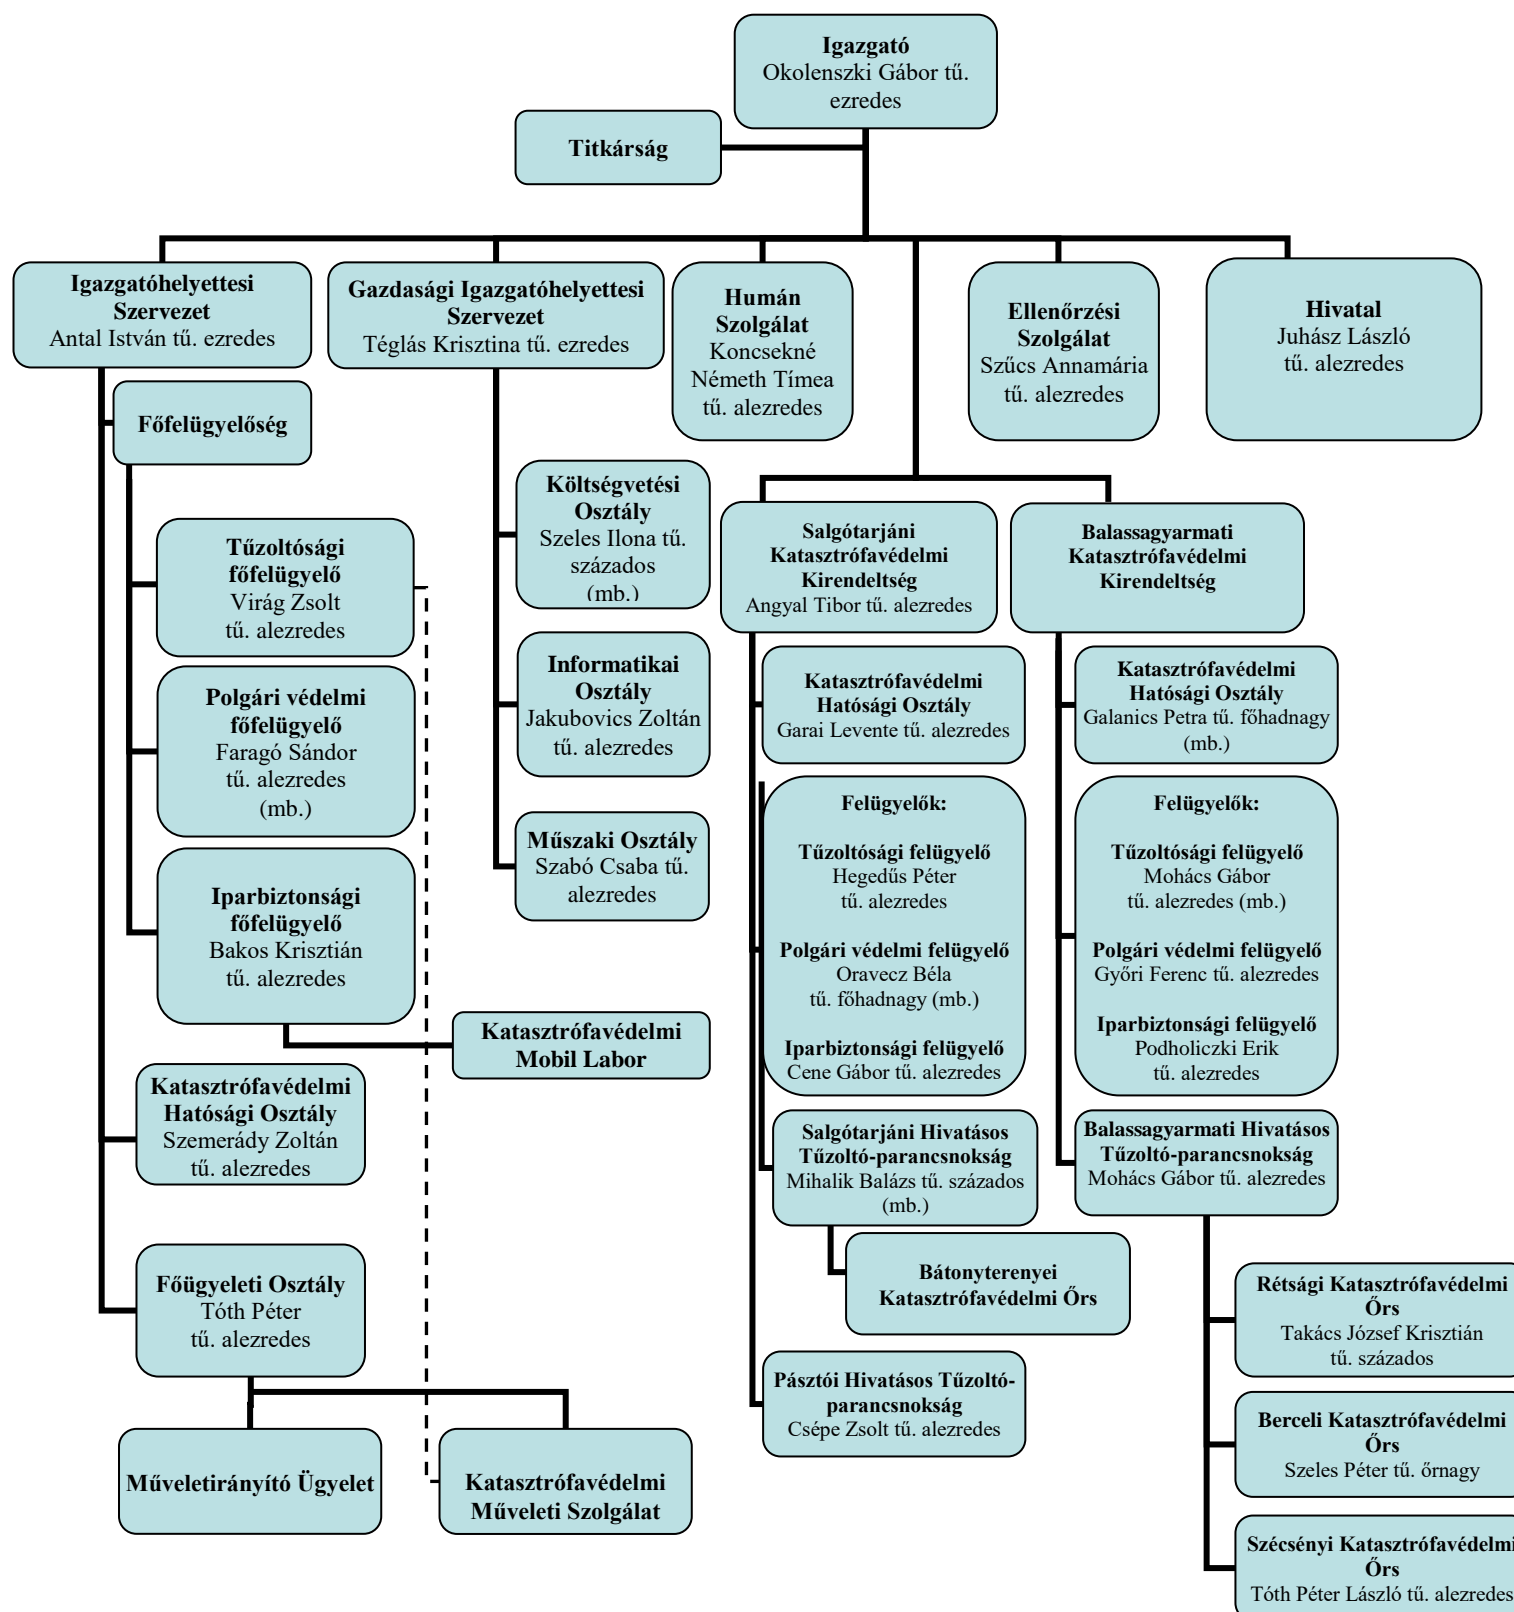 Igazgató
Okolenszki Gábor tű.
ezredes
Titkárság
Igazgatóhelyettesi
Szervezet
Antal István tű. ezredes
Gazdasági Igazgatóhelyettesi
Szervezet
Téglás Krisztina tű. ezredes
Humán
Szolgálat
Koncsekné
Németh Tímea
tű. alezredes
Ellenőrzési
Szolgálat
Szűcs Annamária
tű. alezredes
Hivatal
Juhász László
tű. alezredes
Főfelügyelőség
Tűzoltósági
főfelügyelő
Virág Zsolt
tű. alezredes
Polgári védelmi
főfelügyelő
Faragó Sándor
tű. alezredes
(mb.)
Iparbiztonsági
főfelügyelő
Bakos Krisztián
tű. alezredes
Katasztrófavédelmi
Mobil Labor
Katasztrófavédelmi
Hatósági Osztály
Szemerády Zoltán
tű. alezredes
Főügyeleti Osztály
Tóth Péter
tű. alezredes
Műveletirányító Ügyelet
Katasztrófavédelmi
Műveleti Szolgálat
Költségvetési
Osztály
Szeles Ilona tű.
százados
(mb.)
Informatikai
Osztály
Jakubovics Zoltán
tű. alezredes
Műszaki Osztály
Szabó Csaba tű.
alezredes
Salgótarjáni
Katasztrófavédelmi
Kirendeltség
Angyal Tibor tű. alezredes
Katasztrófavédelmi
Hatósági Osztály
Garai Levente tű. alezredes
Felügyelők:
Tűzoltósági felügyelő
Hegedűs Péter
tű. alezredes
Polgári védelmi felügyelő
Oravecz Béla
tű. főhadnagy (mb.)
Iparbiztonsági felügyelő
Cene Gábor tű. alezredes
Salgótarjáni Hivatásos
Tűzoltó-parancsnokság
Mihalik Balázs tű. százados
(mb.)
Bátonyterenyei
Katasztrófavédelmi Őrs
Pásztói Hivatásos Tűzoltó-
parancsnokság
Csépe Zsolt tű. alezredes
Balassagyarmati
Katasztrófavédelmi
Kirendeltség
Katasztrófavédelmi
Hatósági Osztály
Galanics Petra tű. főhadnagy
(mb.)
Felügyelők:
Tűzoltósági felügyelő
Mohács Gábor
tű. alezredes (mb.)
Polgári védelmi felügyelő
Győri Ferenc tű. alezredes
Iparbiztonsági felügyelő
Podholiczki Erik
tű. alezredes
Balassagyarmati Hivatásos
Tűzoltó-parancsnokság
Mohács Gábor tű. alezredes
Rétsági Katasztrófavédelmi
Őrs
Takács József Krisztián
tű. százados
Berceli Katasztrófavédelmi
Őrs
Szeles Péter tű. őrnagy
Szécsényi Katasztrófavédelmi
Őrs
Tóth Péter László tű. alezredes